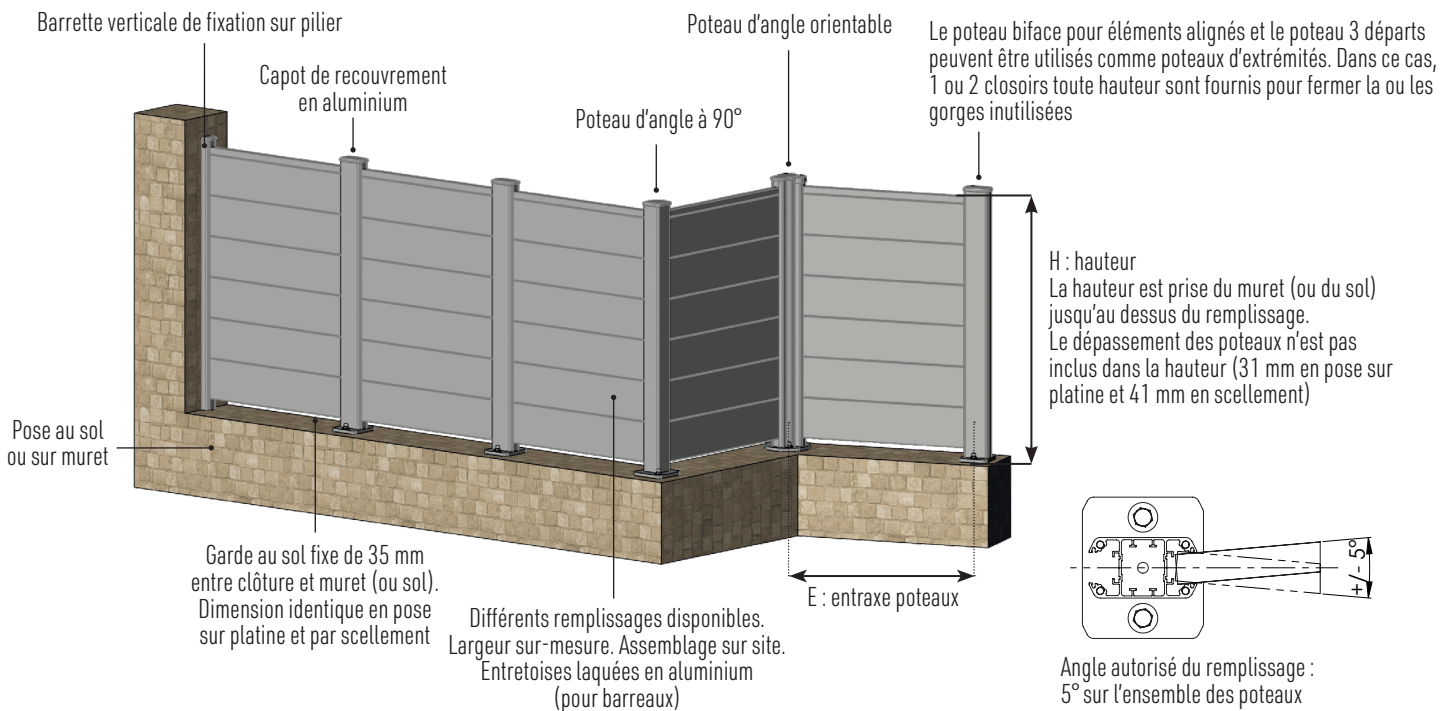 Barrette verticale de fixation sur pilier
Capot de recouvrement
en aluminium
Poteau d'angle à 90°
Poteau d'angle orientable
Le poteau biface pour éléments alignés et le poteau 3 départs
peuvent être utilisés comme poteaux d'extrémités. Dans ce cas,
1 ou 2 closoirs toute hauteur sont fournis pour fermer la ou les
gorges inutilisées
H : hauteur
La hauteur est prise du muret (ou du sol)
jusqu'au dessus du remplissage.
Le dépassement des poteaux n'est pas
inclus dans la hauteur (31 mm en pose sur
platine et 41 mm en scellement)
Pose au sol
ou sur muret
Garde au sol fixe de 35 mm
entre clôture et muret (ou sol).
Dimension identique en pose
sur platine et par scellement
Différents remplissages disponibles.
Largeur sur-mesure. Assemblage sur site.
Entretoises laquées en aluminium
(pour barreaux)
E : entraxe poteaux
+/- 5°
Angle autorisé du remplissage :
5° sur l'ensemble des poteaux